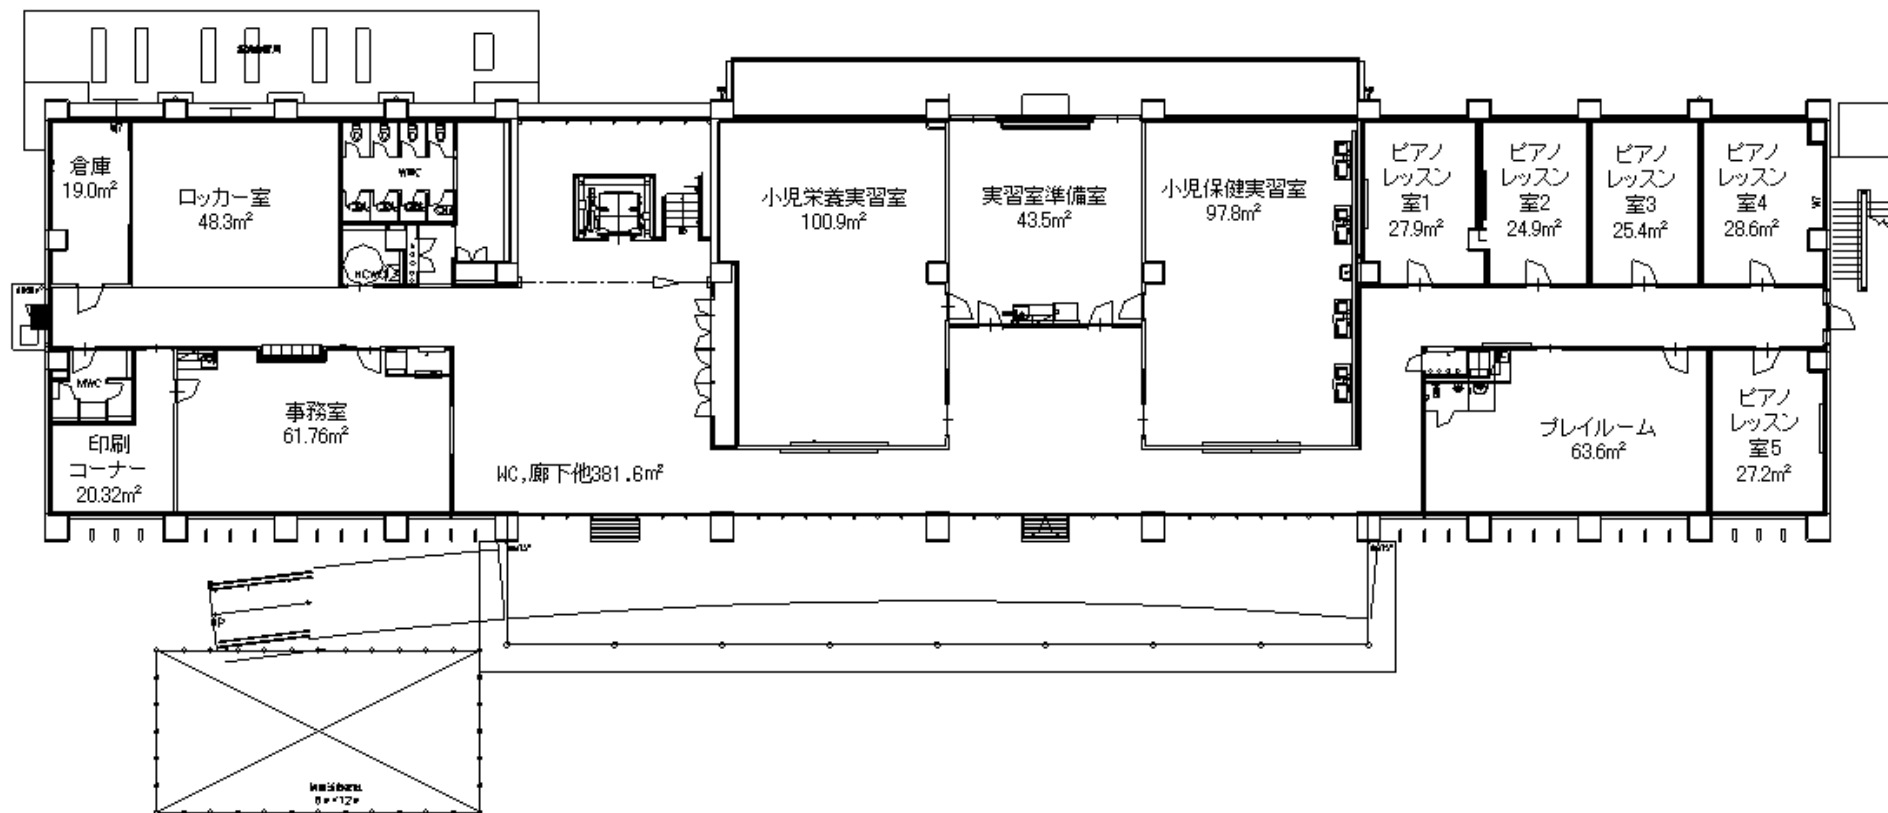 倉庫
19.0㎡
ロッカー室
48.3㎡
WWC
HCWC
小児栄養実習室
100.9㎡
実習室準備室
43.5㎡
小児保健実習室
97.8㎡
ピアノ
レッスン
室1
27.9㎡
ピアノ
レッスン
室2
24.9㎡
ピアノ
レッスン
室3
25.4㎡
ピアノ
レッスン
室4
28.6㎡
MWC
印刷
コーナー
20.32㎡
事務室
61.76㎡
WC,廊下他381.6㎡
プレイルーム
63.6㎡
ピアノ
レッスン
室5
27.2㎡